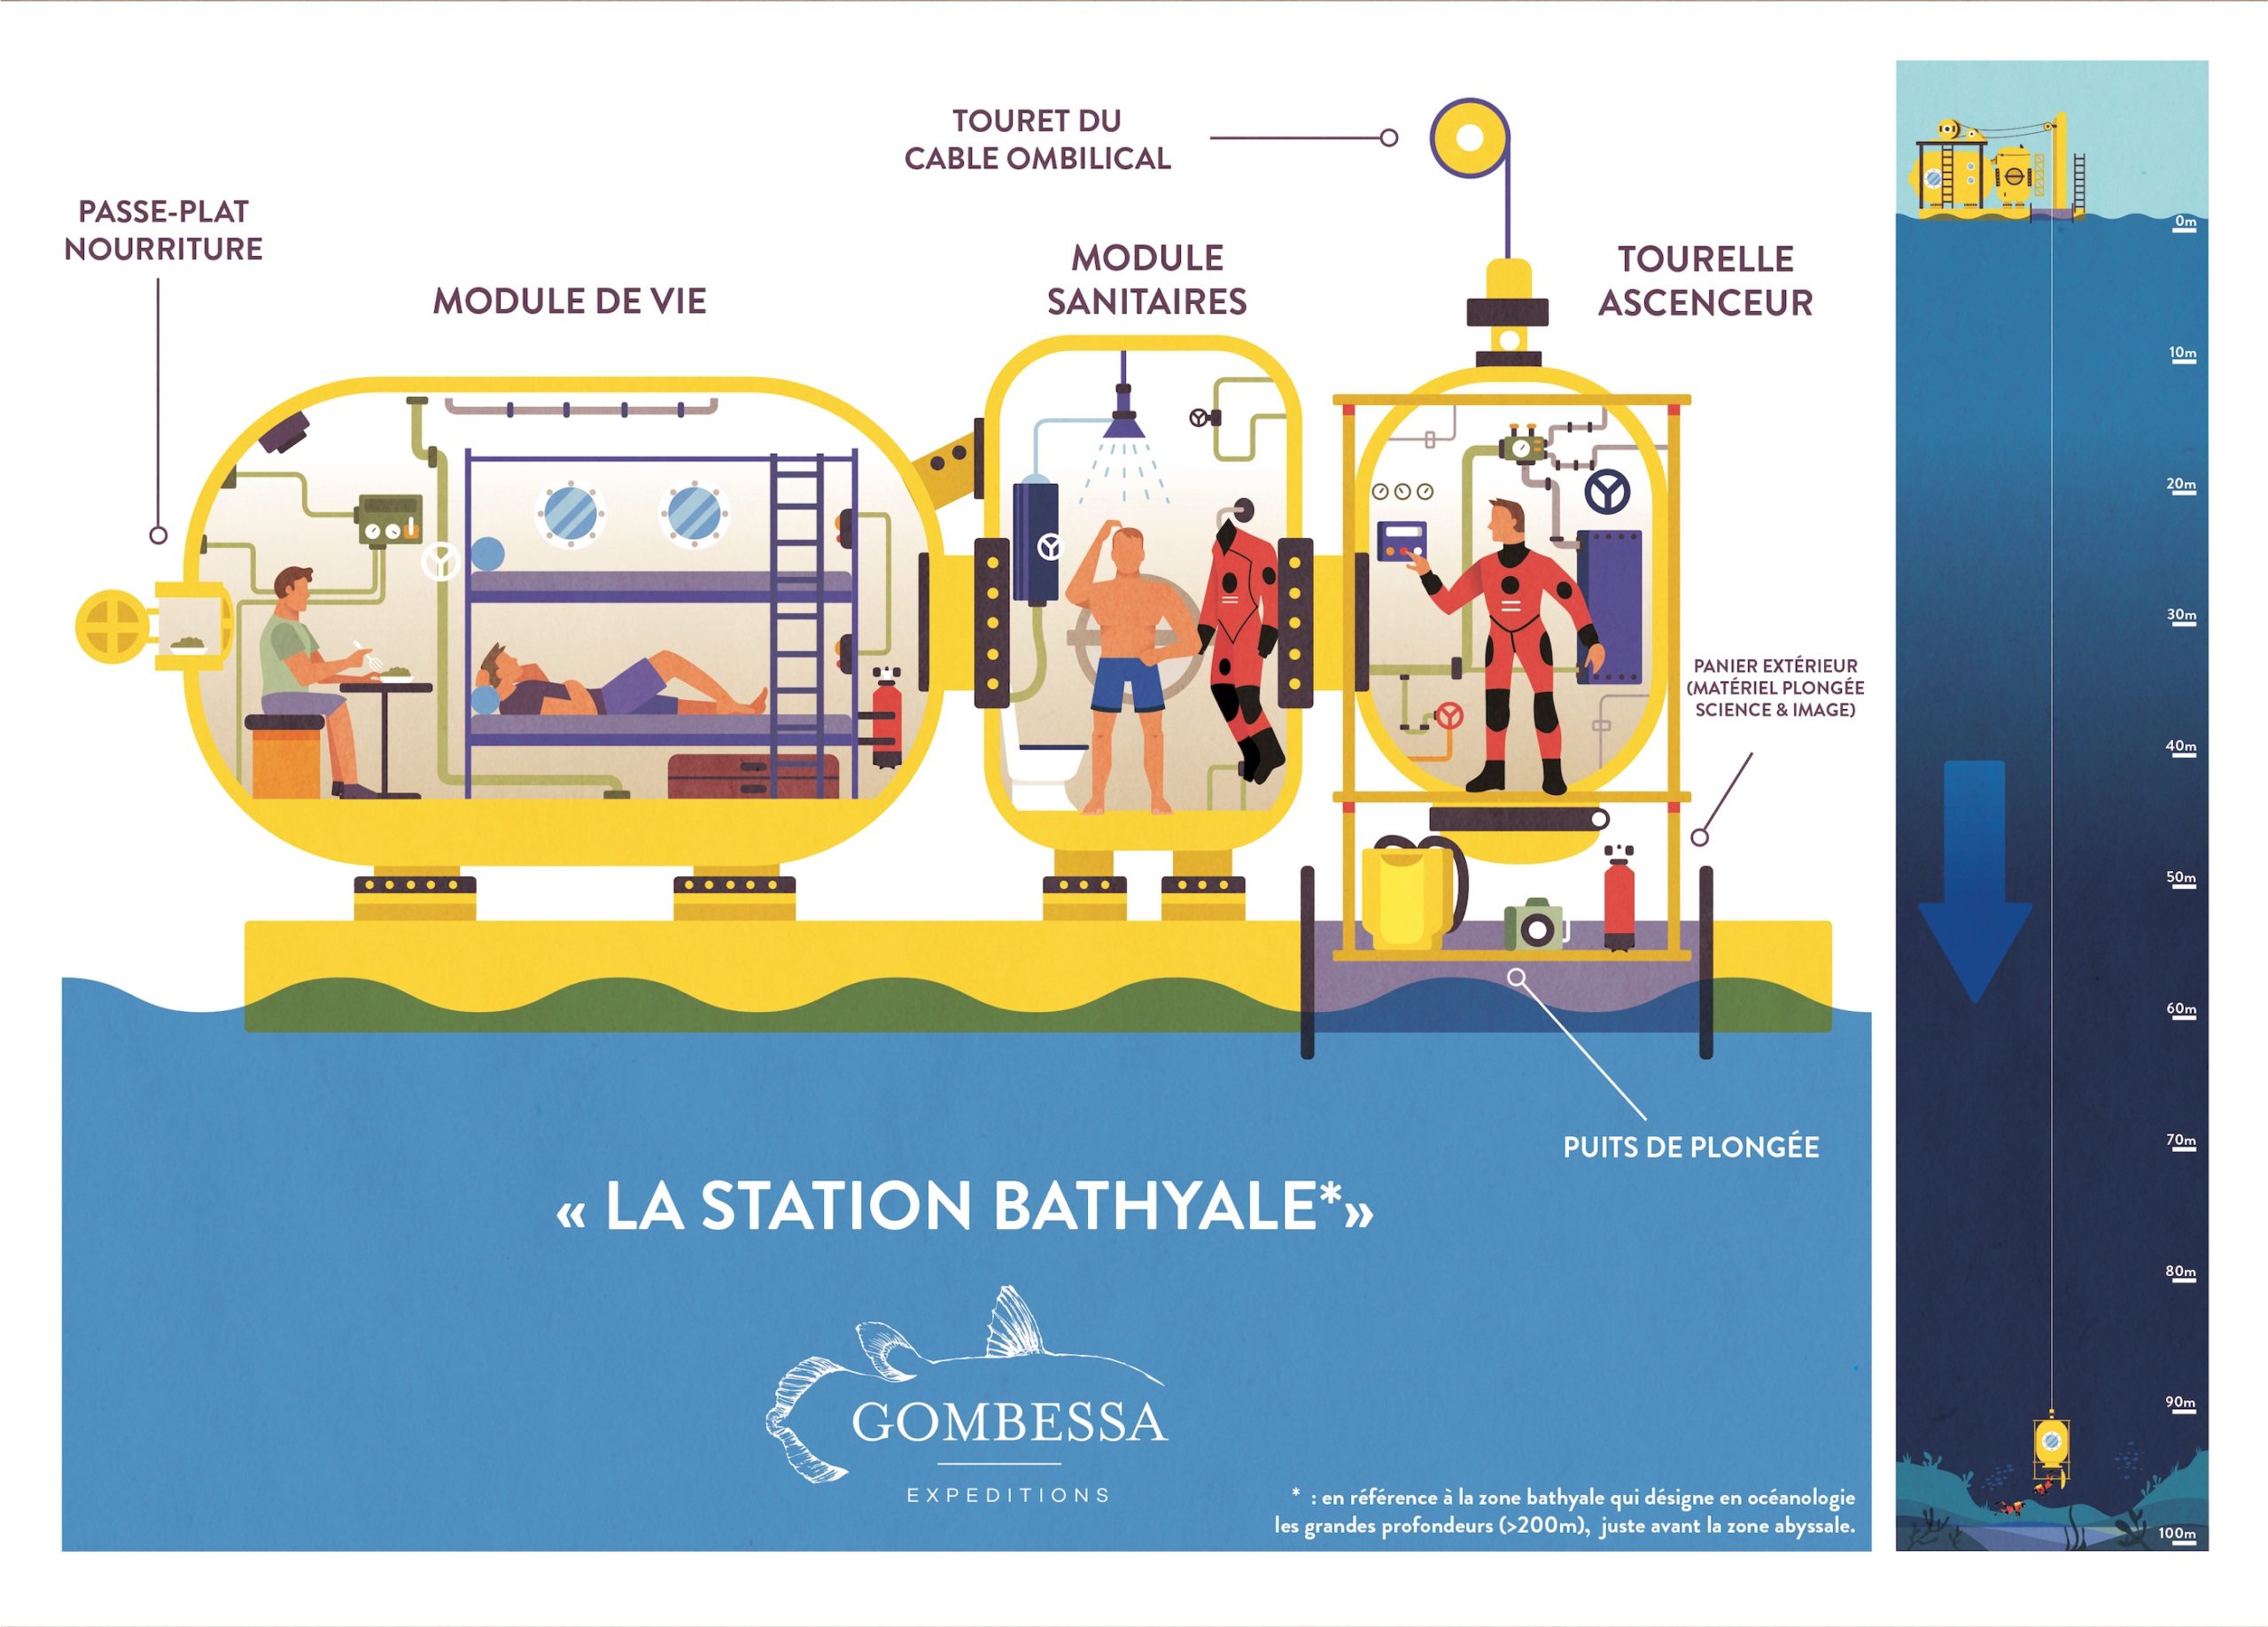 TOURET DU
CABLE OMBILICAL
PASSE-PLAT
NOURRITURE
MODULE DE VIE
MODULE
SANITAIRES
TOURELLE
ASCENCEUR
PANIER EXTÉRIEUR
(MATÉRIEL PLONGÉE
SCIENCE & IMAGE)
PUITS DE PLONGÉE
« LA STATION BATHYALE*»
GOMBESSA
EXPEDITIONS
* : en référence à la zone bathyale qui désigne en océanologie
les grandes profondeurs (>200m), juste avant la zone abyssale.
0m
10m
20m
30m
40m
50m
60m
70m
80m
90m
100m